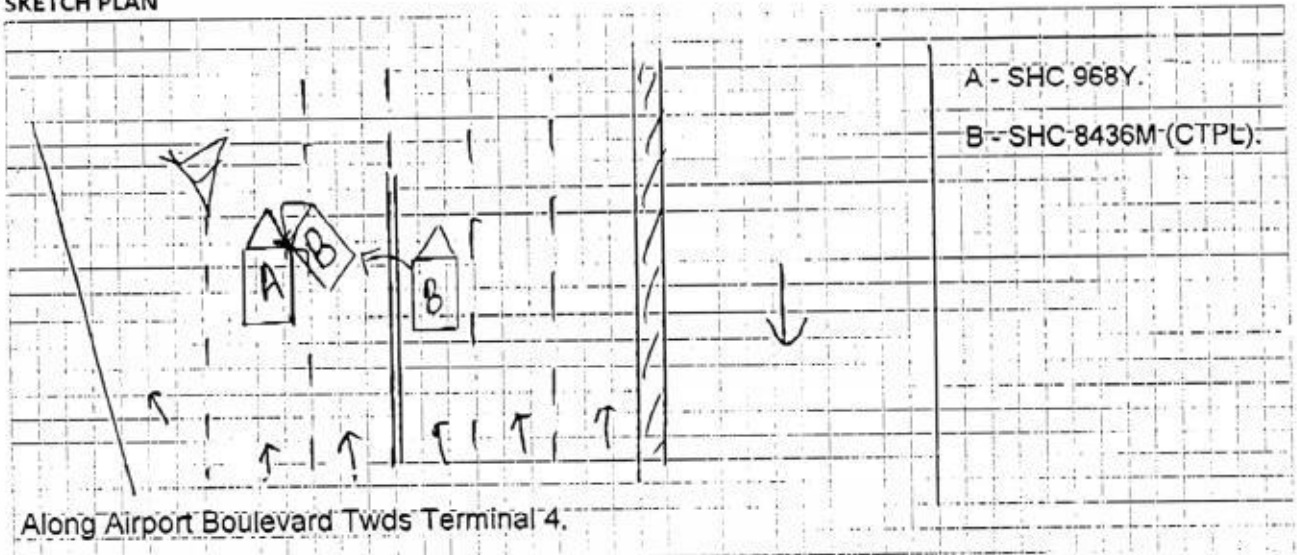 SKETCH PLAN
A - SHC 968Y.
B - SHC 8436M (CTPL).
B
A
B
Along Airport Boulevard Twds Terminal 4.